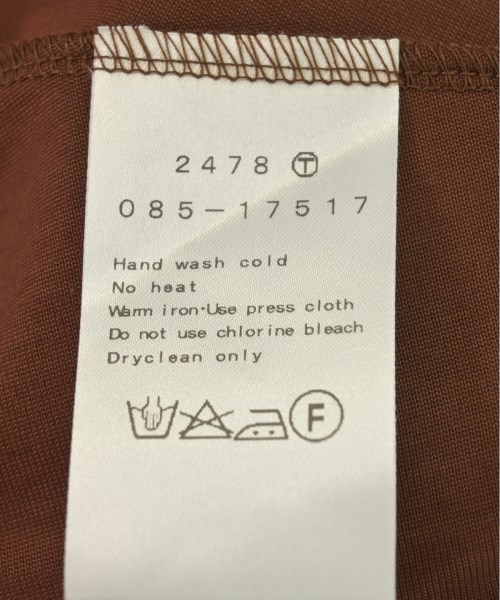 2478 Ⓣ
085-17517
Hand wash cold
No heat
Warm iron・Use press cloth
Do not use chlorine bleach
Dryclean only
F